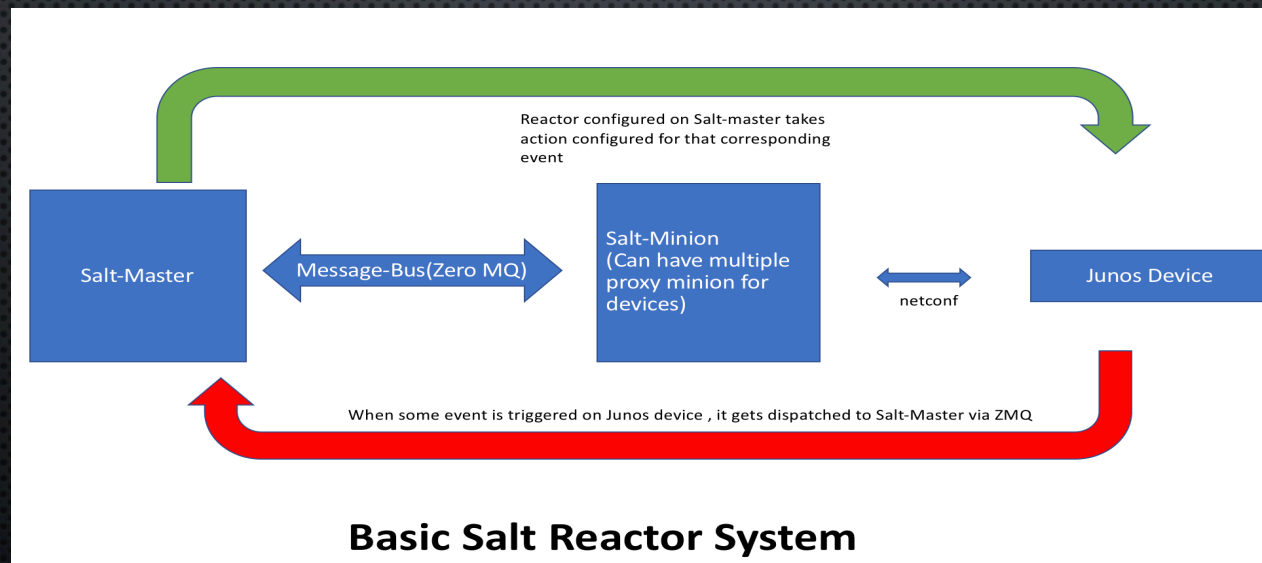 Reactor configured on Salt-master takes
action configured for that corresponding
event
Salt-Master
Message-Bus(Zero MQ)
Salt-Minion
(Can have multiple
proxy minion for
devices)
netconf
Junos Device
When some event is triggered on Junos device , it gets dispatched to Salt-Master via ZMQ
Basic Salt Reactor System